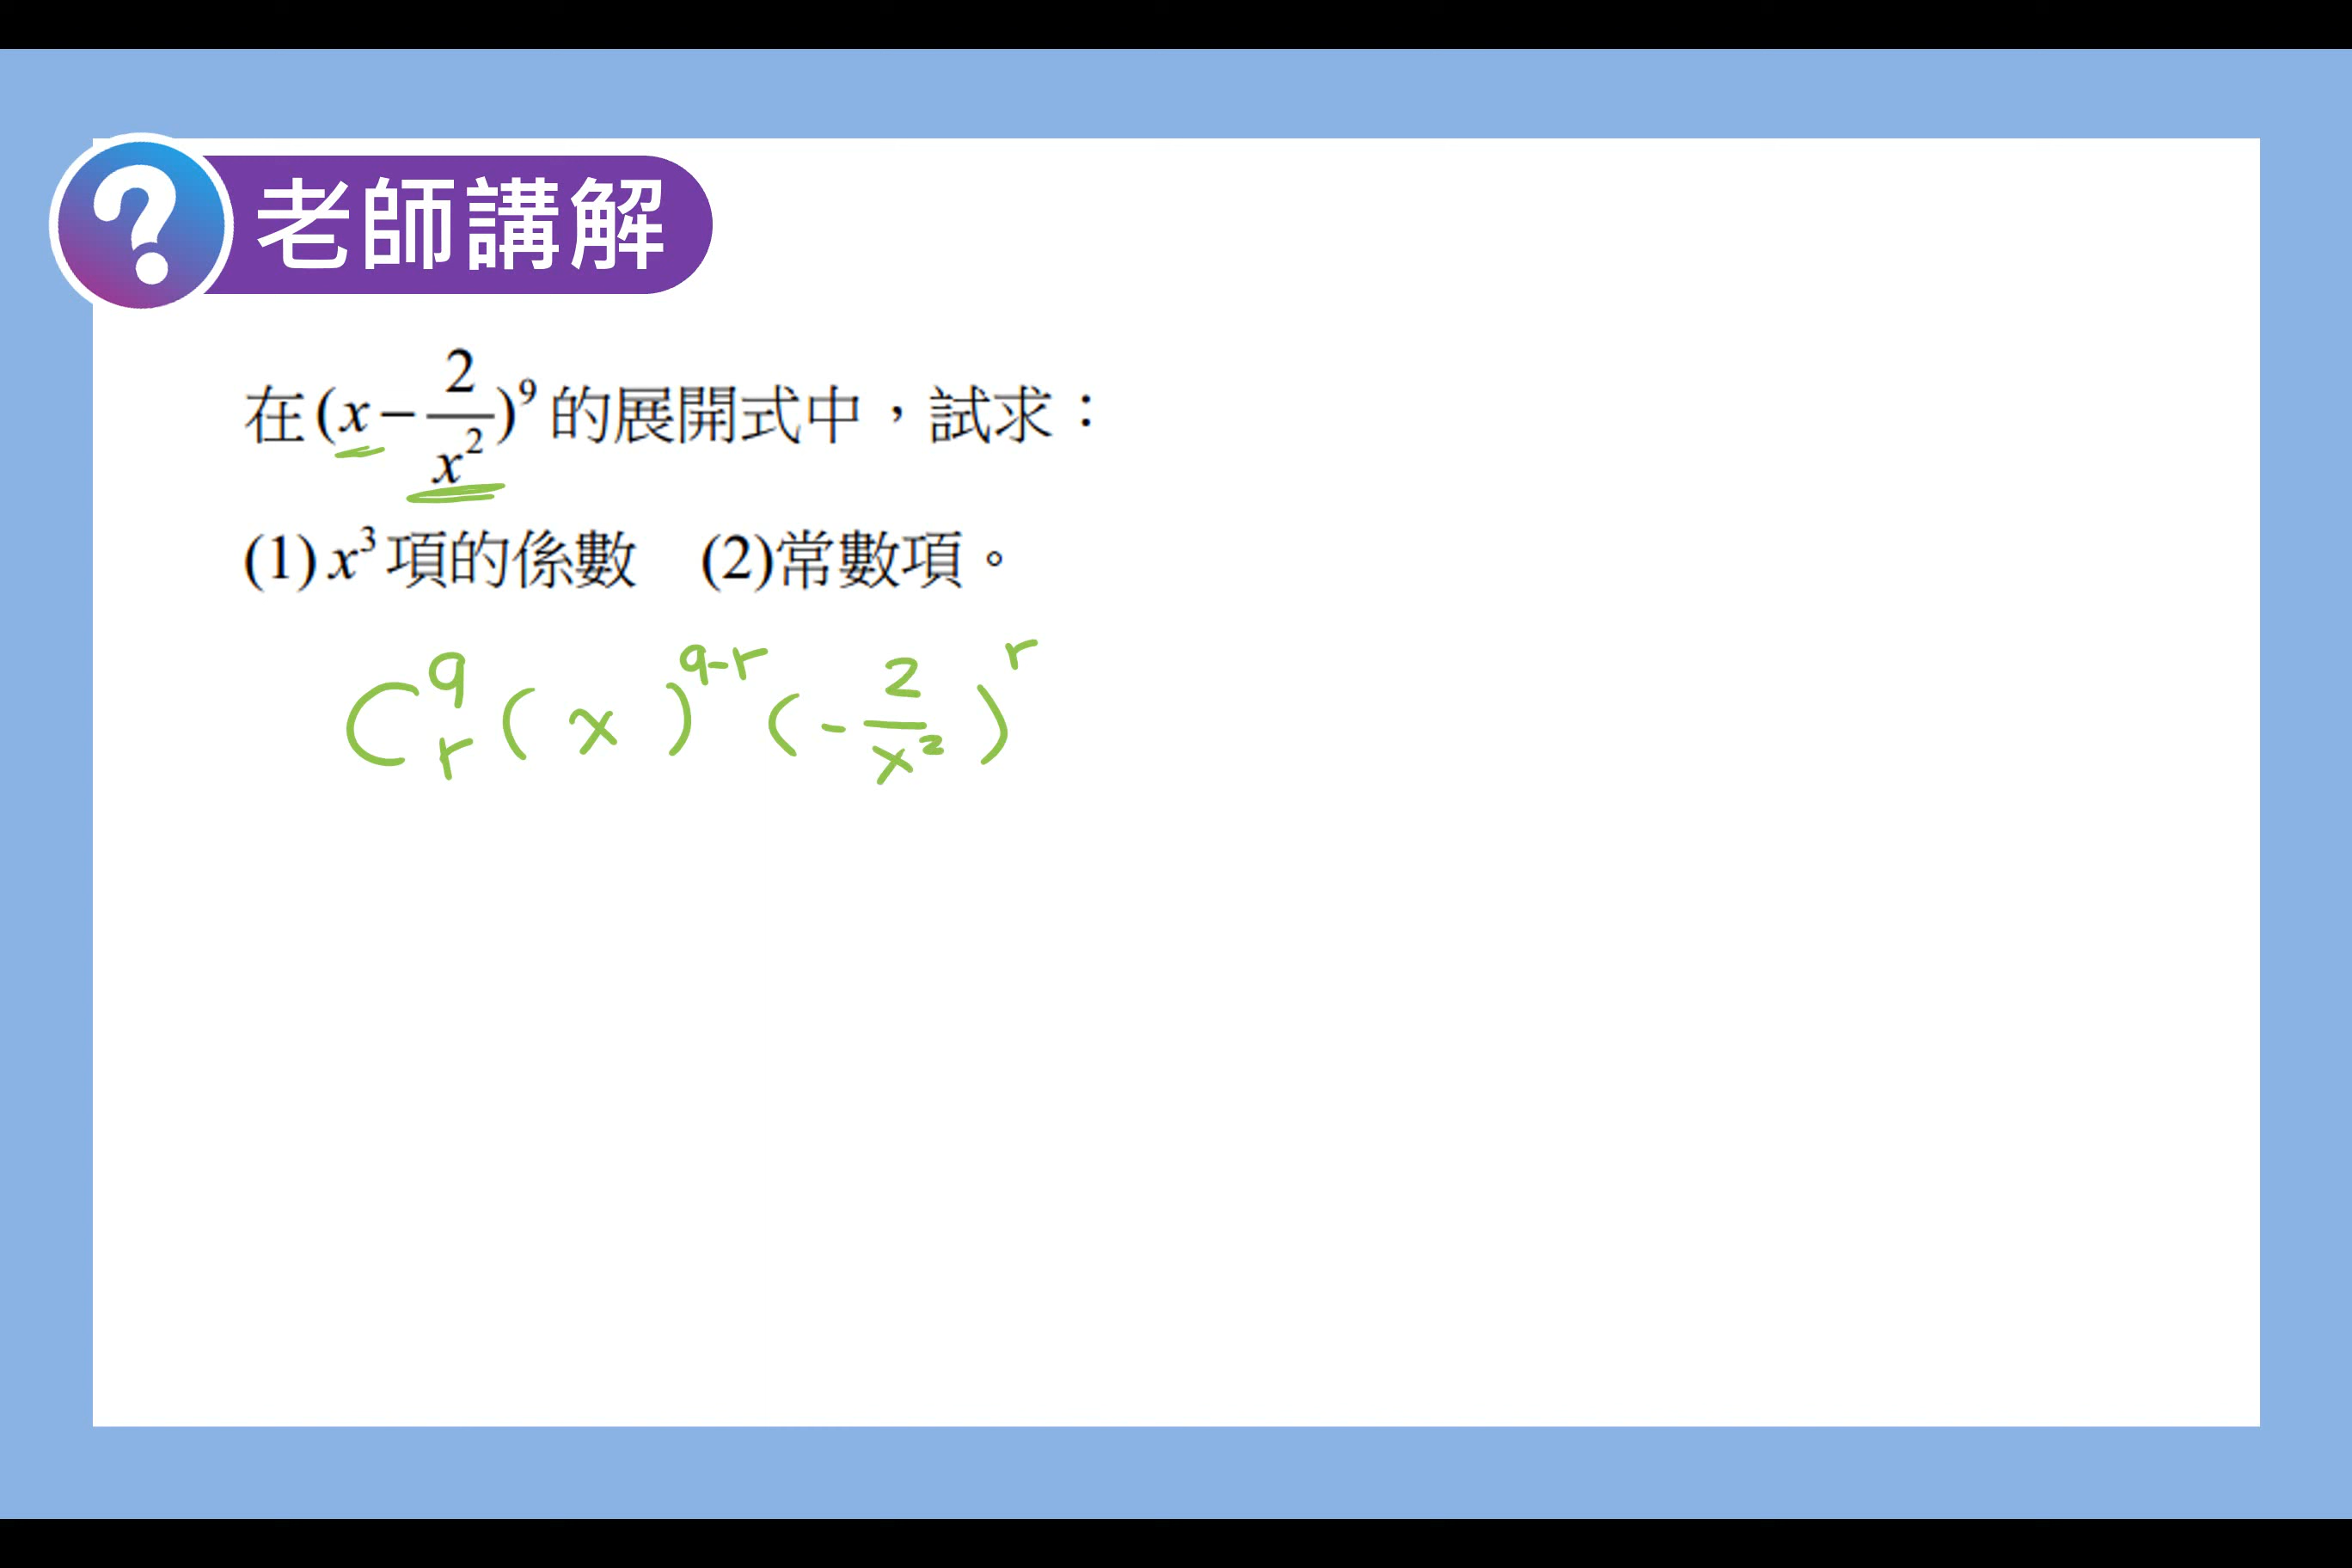 老師講解
在(x－2/x²)⁹的展開式中，試求：
(1) x³項的係數 (2)常數項。
C⁹ᵣ(x)⁹⁻ʳ(-2/x²)ʳ